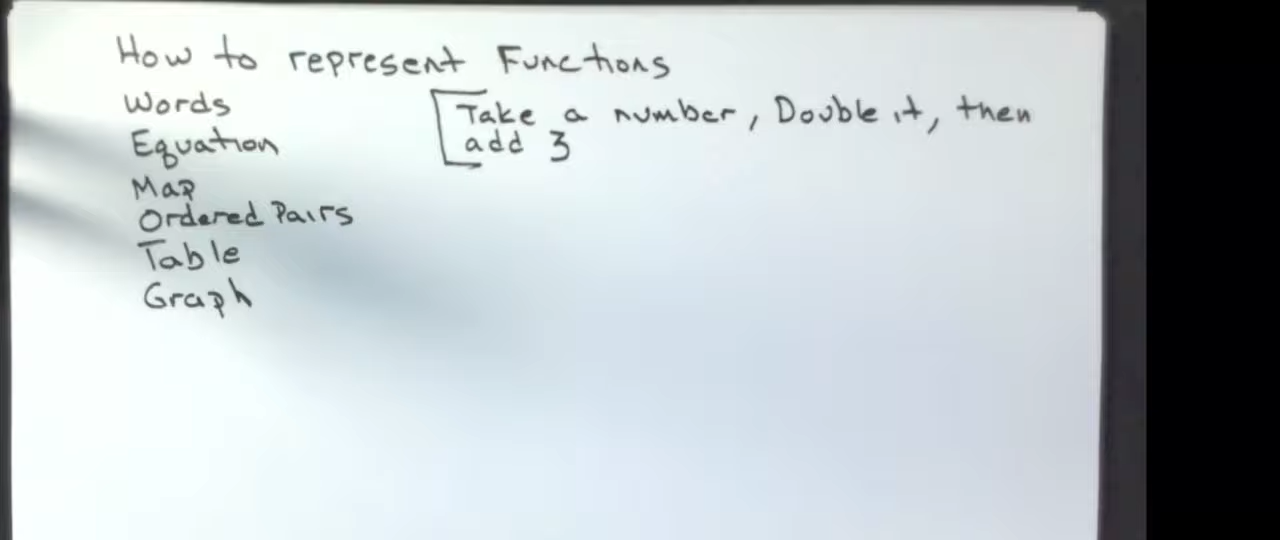 How to represent Functions
Words
Equation
Map
Ordered Pairs
Table
Graph
Take a number, Double it, then
add 3